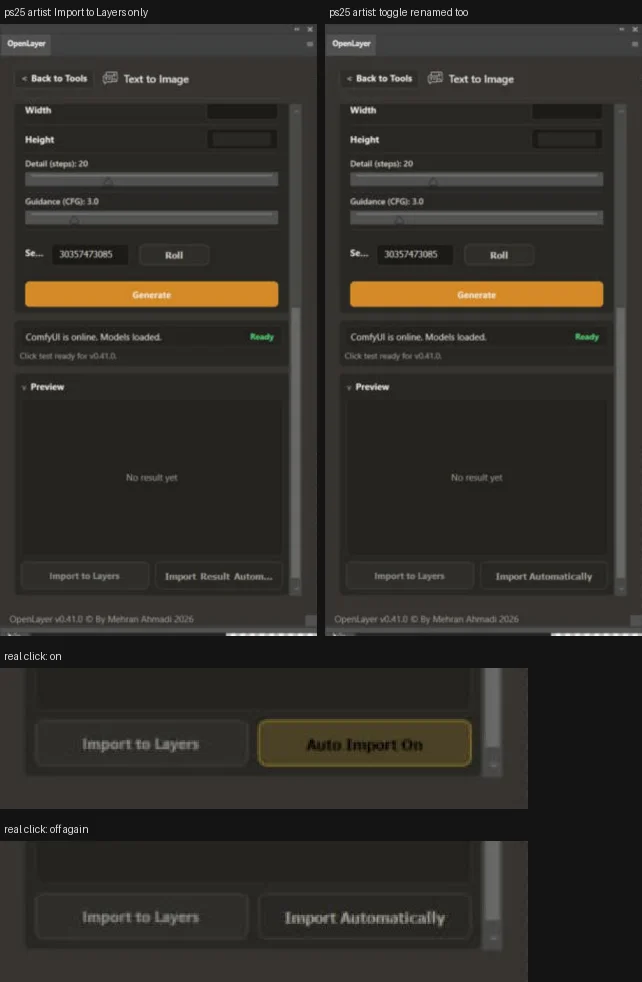 ps25 artist: Import to Layers only
OpenLayer
< Back to Tools
Text to Image
Width
Height
Detail (steps): 20
Guidance (CFG): 3.0
Se... 30357473085 Roll
Generate
ComfyUI is online. Models loaded. Ready
Click test ready for v0.41.0.
Preview
No result yet
Import to Layers
Import Result Autom...
OpenLayer v0.41.0 © By Mehran Ahmadi 2026
ps25 artist: toggle renamed too
OpenLayer
< Back to Tools
Text to Image
Width
Height
Detail (steps): 20
Guidance (CFG): 3.0
Se... 30357473085 Roll
Generate
ComfyUI is online. Models loaded. Ready
Click test ready for v0.41.0.
Preview
No result yet
Import to Layers
Import Automatically
OpenLayer v0.41.0 © By Mehran Ahmadi 2026
real click: on
Import to Layers
Auto Import On
real click: off again
Import to Layers
Import Automatically